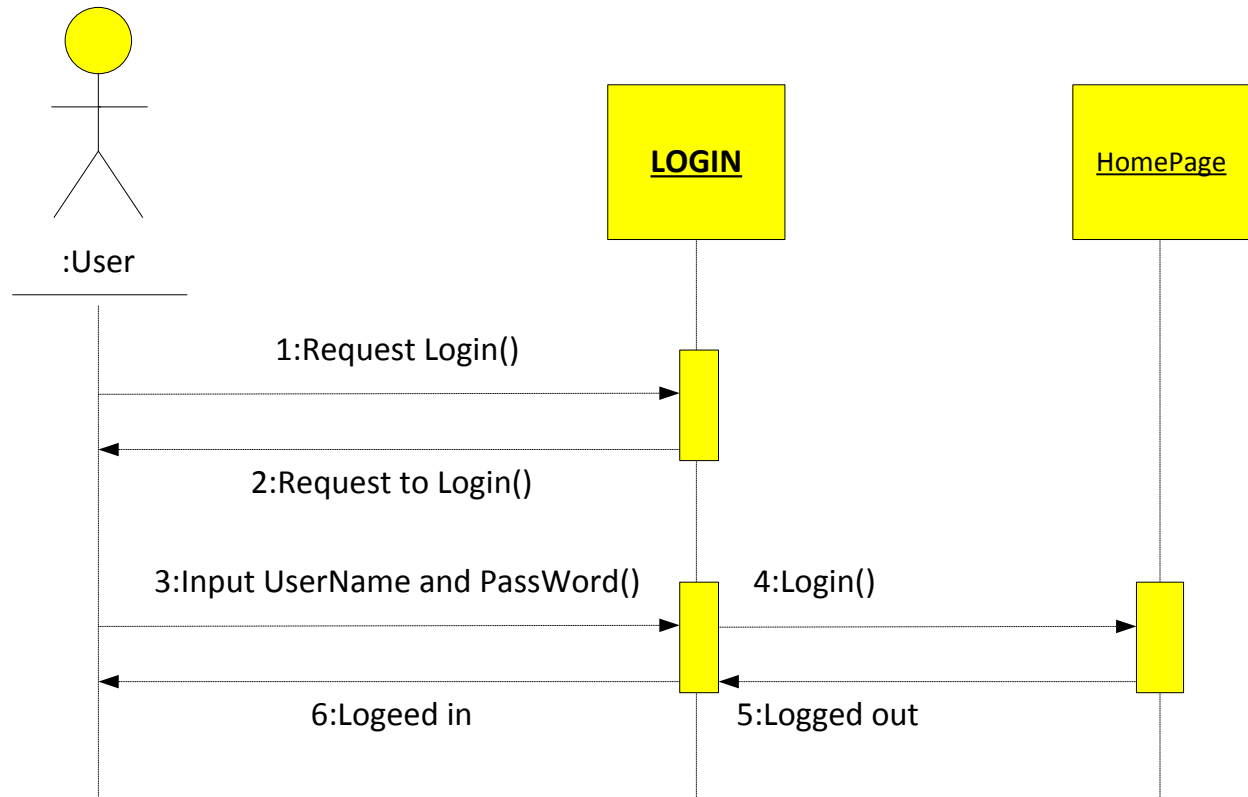 :User
LOGIN
HomePage
1:Request Login()
2:Request to Login()
3:Input UserName and PassWord()
4:Login()
6:Logeed in
5:Logged out